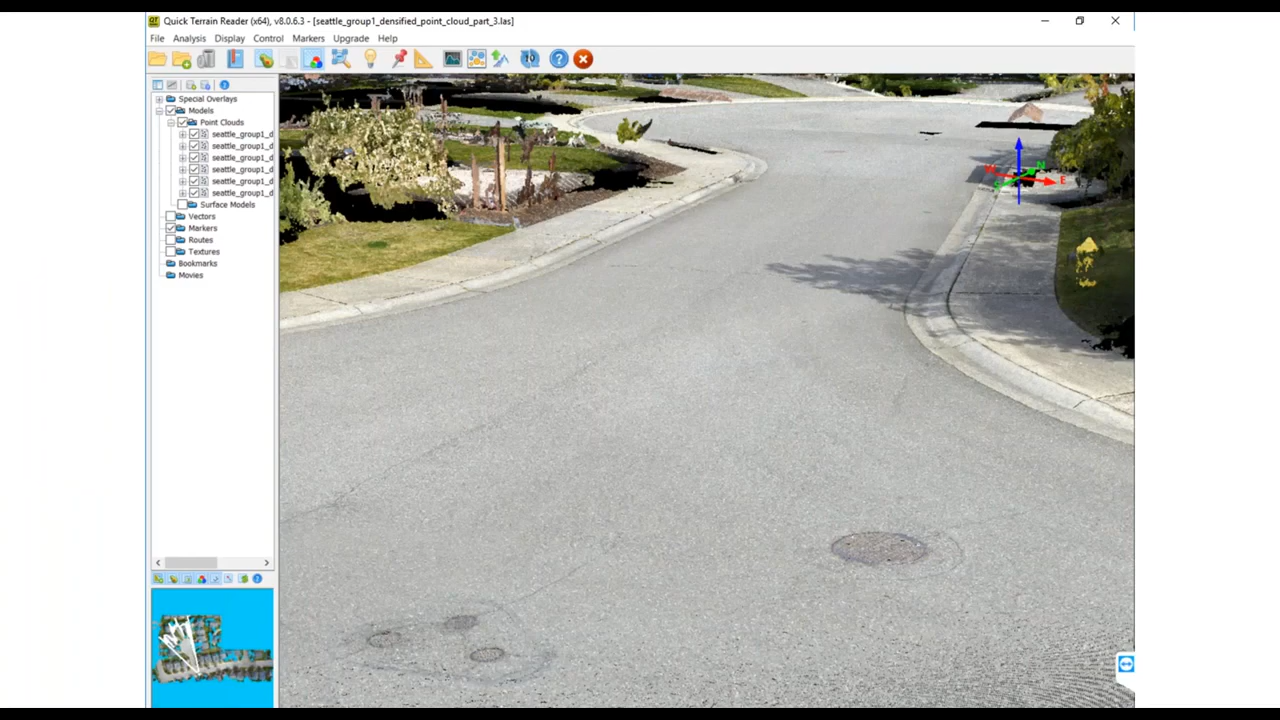 Quick Terrain Reader (x64), v8.0.6.3 - [seattle_group1_densified_point_cloud_part_3.las]
File Analysis Display Control Markers Upgrade Help
Special Overlays
Models
Point Clouds
seattle_group1_d
seattle_group1_d
seattle_group1_d
seattle_group1_d
seattle_group1_d
seattle_group1_d
Surface Models
Vectors
Markers
Routes
Textures
Bookmarks
Movies
N
E